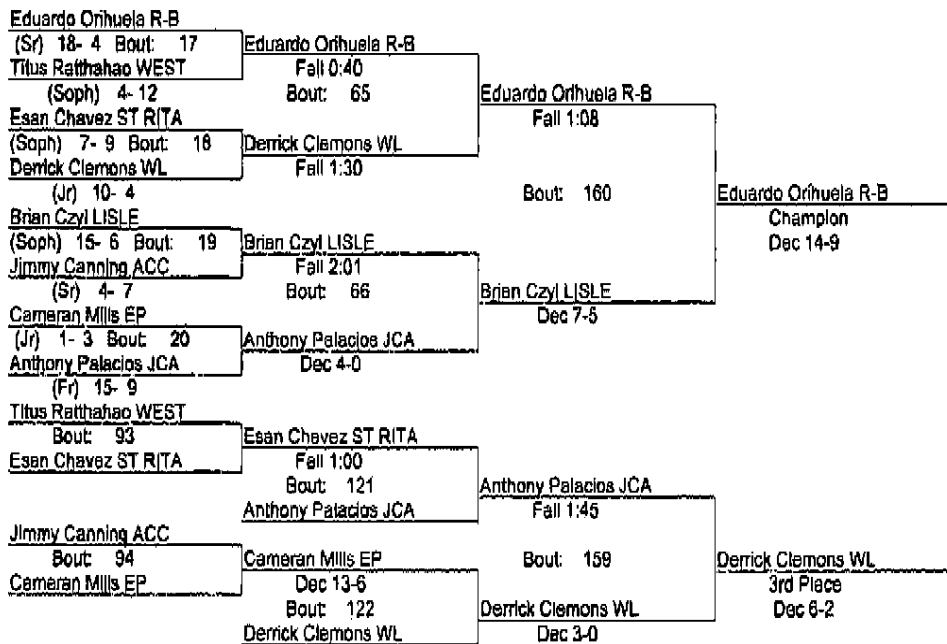 Eduardo Orihuela R-B
(Sr) 18- 4 Bout: 17
Titus Ratthahao WEST
(Soph) 4- 12
Esan Chavez ST RITA
(Soph) 7- 9 Bout: 18
Derrick Clemons WL
(Jr) 10- 4
Brian Czyl LISLE
(Soph) 15- 6 Bout: 19
Jimmy Canning ACC
(Sr) 4- 7
Cameran Mills EP
(Jr) 1- 3 Bout: 20
Anthony Palacios JCA
(Fr) 15- 9
Eduardo Orihuela R-B
Fall 0:40
Bout: 65
Derrick Clemons WL
Fall 1:30
Brian Czyl LISLE
Fall 2:01
Bout: 66
Anthony Palacios JCA
Dec 4-0
Eduardo Orihuela R-B
Fall 1:08
Bout: 160
Brian Czyl LISLE
Dec 7-5
Eduardo Orihuela R-B
Champion
Dec 14-9
Titus Ratthahao WEST
Bout: 93
Esan Chavez ST RITA
Jimmy Canning ACC
Bout: 94
Cameran Mills EP
Esan Chavez ST RITA
Fall 1:00
Bout: 121
Anthony Palacios JCA
Cameran Mills EP
Dec 13-6
Bout: 122
Derrick Clemons WL
Anthony Palacios JCA
Fall 1:45
Bout: 159
Derrick Clemons WL
Dec 3-0
Derrick Clemons WL
3rd Place
Dec 6-2